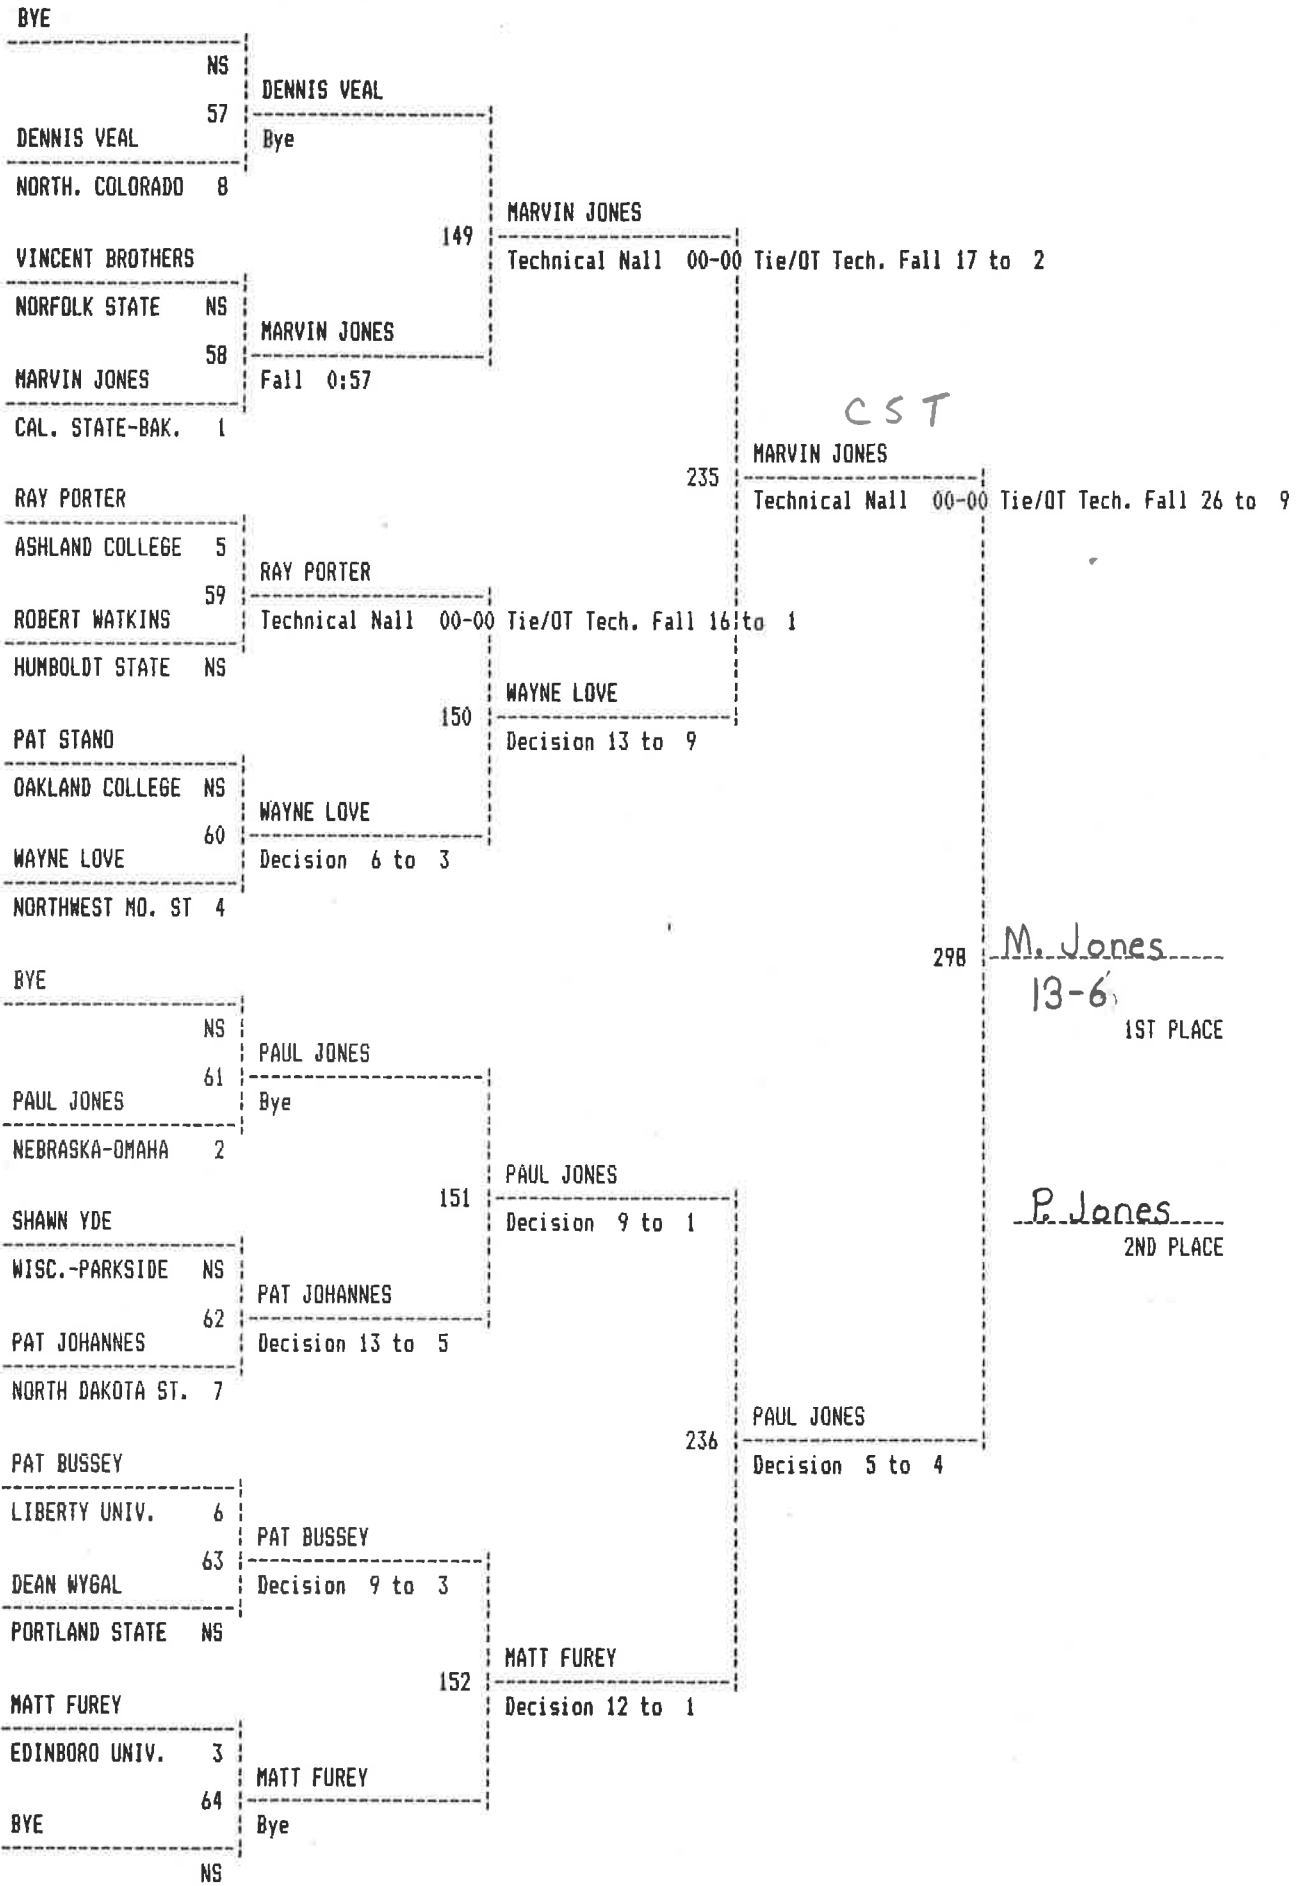 BYE
NS
DENNIS VEAL
57
DENNIS VEAL
Bye
NORTH. COLORADO 8
MARVIN JONES
149
VINCENT BROTHERS
Technical Nall 00-00 Tie/OT Tech. Fall 17 to 2
NORFOLK STATE NS
MARVIN JONES
58
MARVIN JONES
Fall 0:57
CST
CAL. STATE-BAK. 1
MARVIN JONES
235
RAY PORTER
Technical Nall 00-00 Tie/OT Tech. Fall 26 to 9
ASHLAND COLLEGE 5
RAY PORTER
59
ROBERT WATKINS
Technical Nall 00-00 Tie/OT Tech. Fall 16 to 1
HUMBOLDT STATE NS
WAYNE LOVE
150
PAT STANO
Decision 13 to 9
OAKLAND COLLEGE NS
WAYNE LOVE
60
WAYNE LOVE
Decision 6 to 3
NORTHWEST MO. ST 4
M. Jones
298
BYE
13-6
NS
1ST PLACE
PAUL JONES
61
PAUL JONES
Bye
NEBRASKA-OMAHA 2
PAUL JONES
151
P. Jones
SHAWN YDE
Decision 9 to 1
2ND PLACE
WISC.-PARKSIDE NS
PAT JOHANNES
62
PAT JOHANNES
Decision 13 to 5
NORTH DAKOTA ST. 7
PAUL JONES
236
PAT BUSSEY
Decision 5 to 4
LIBERTY UNIV. 6
PAT BUSSEY
63
DEAN WYGAL
Decision 9 to 3
PORTLAND STATE NS
MATT FUREY
152
MATT FUREY
Decision 12 to 1
EDINBORO UNIV. 3
MATT FUREY
64
BYE
Bye
NS